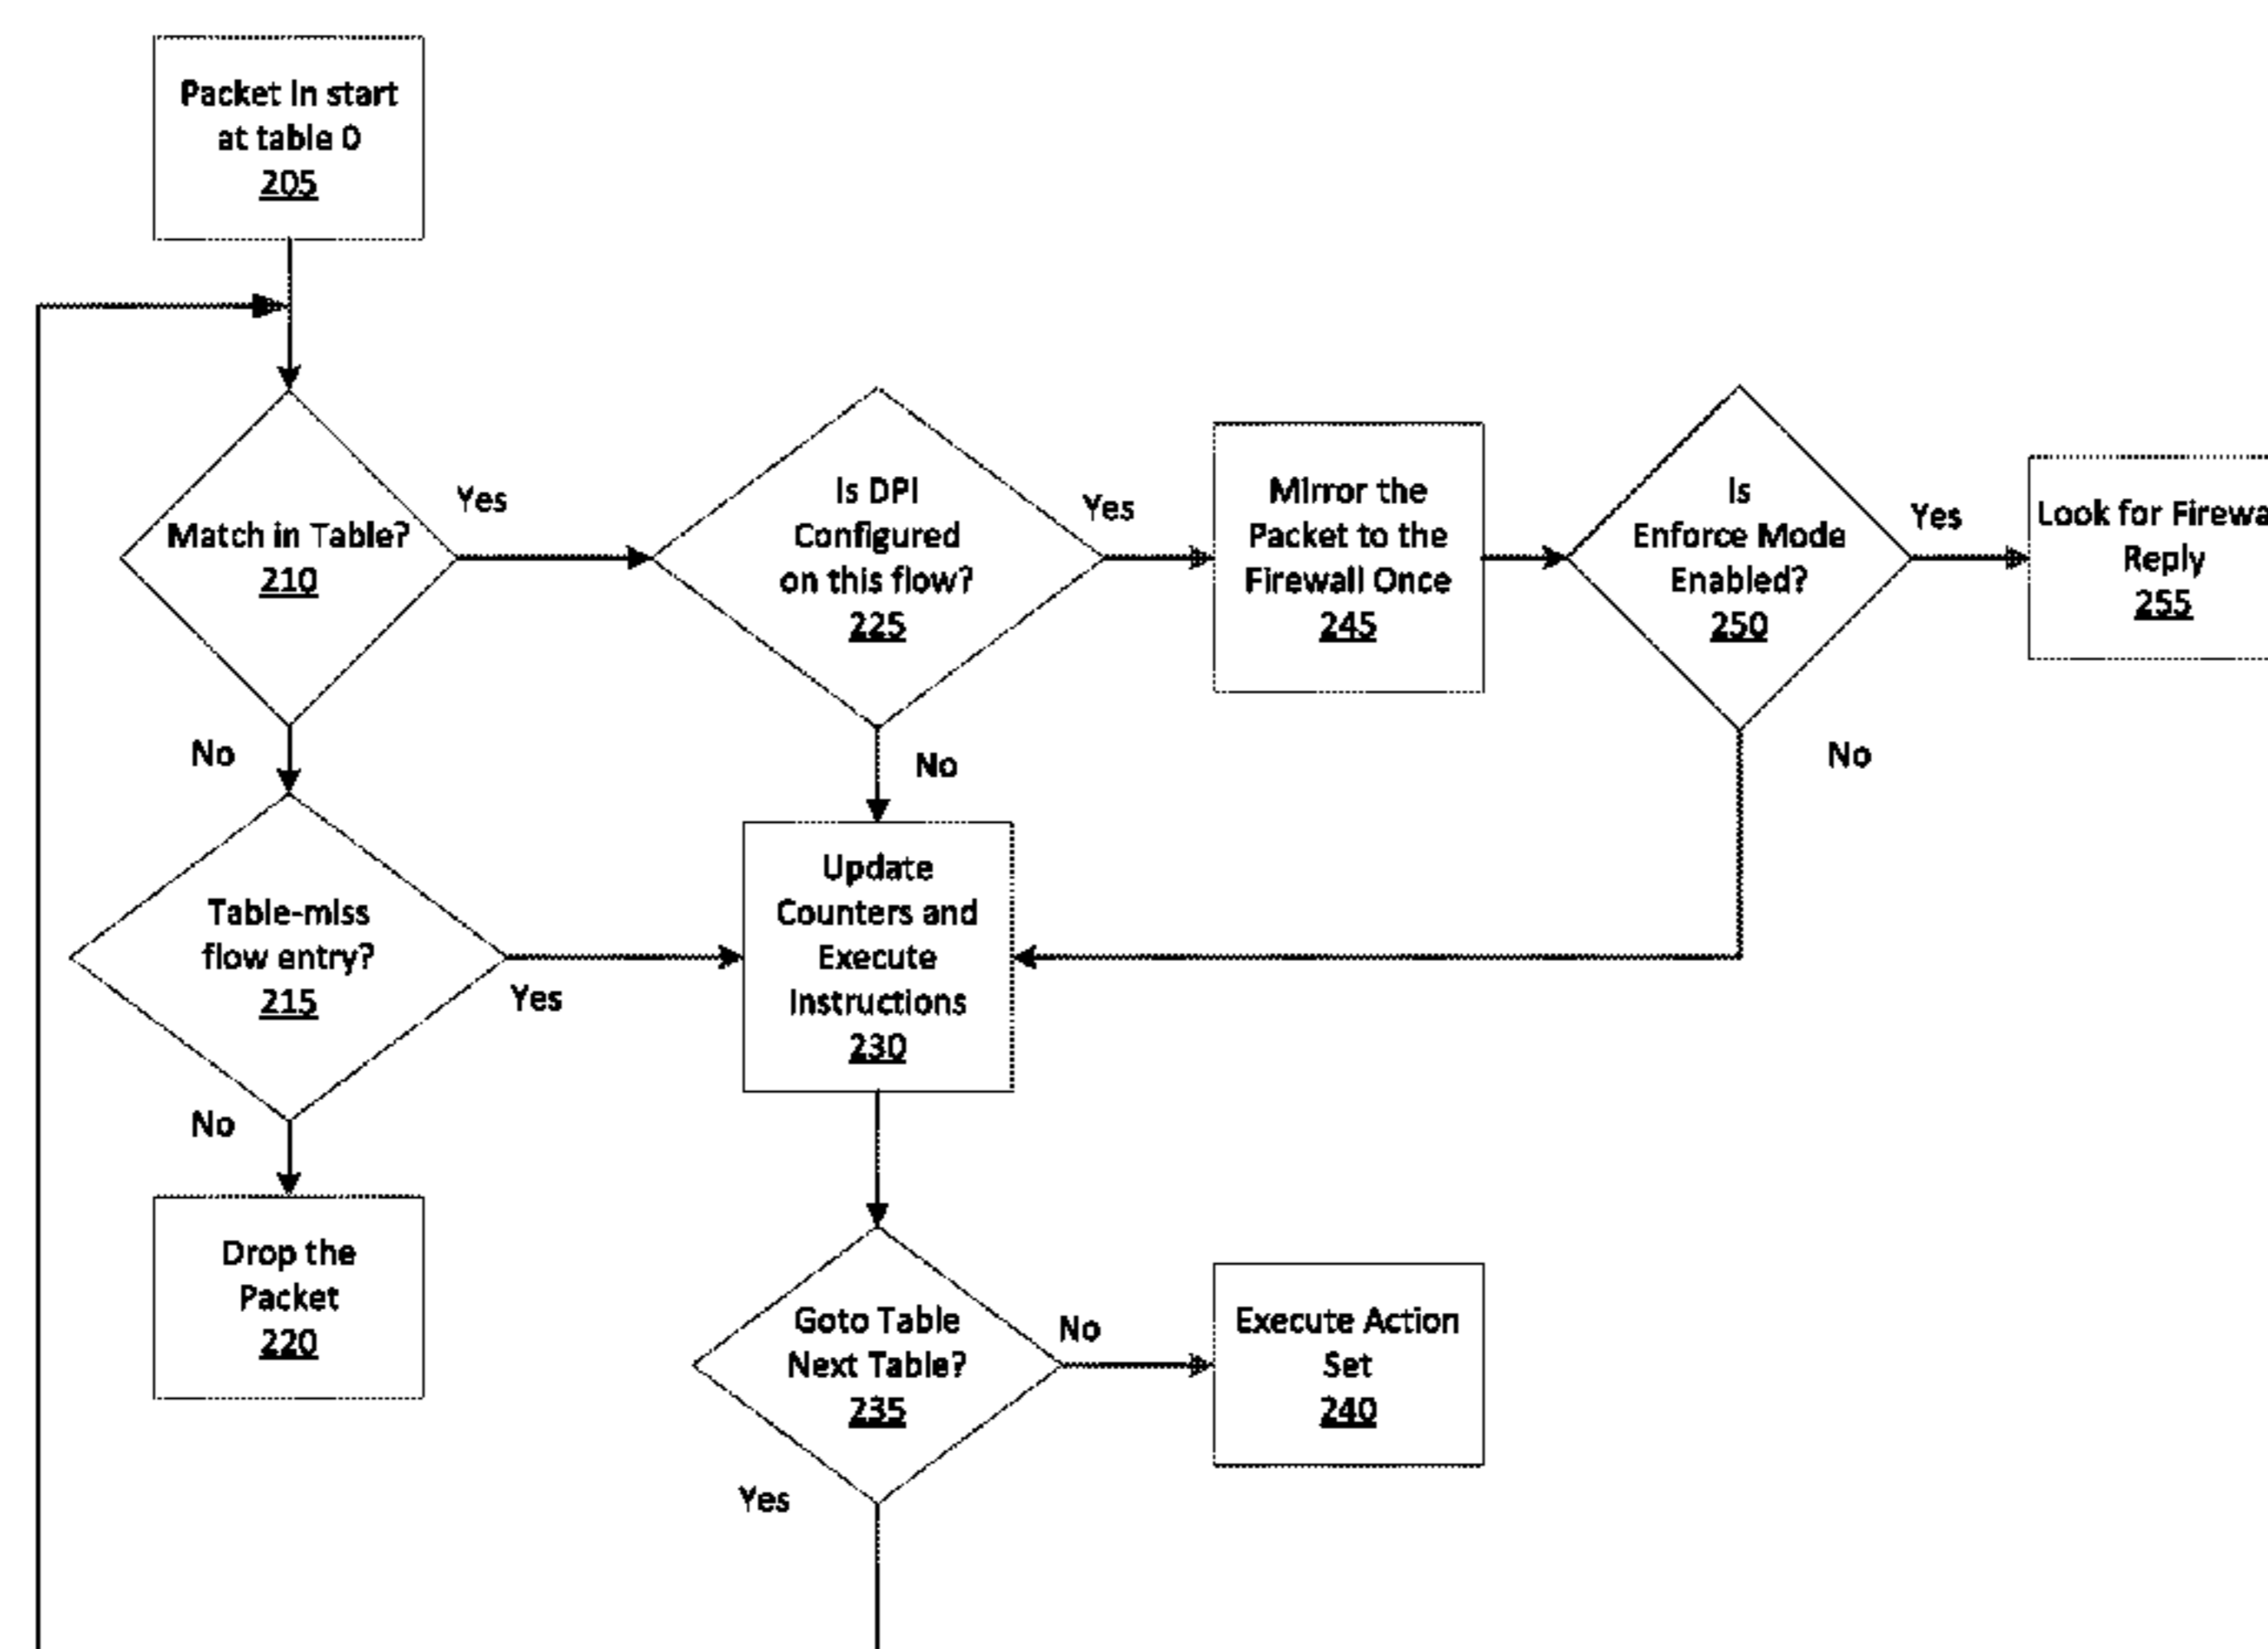 Packet in start
at table 0
205
Match in Table?
210
Yes
No
Is DPI
Configured
on this flow?
225
Yes
No
Mirror the
Packet to the
Firewall Once
245
Is
Enforce Mode
Enabled?
250
Yes
No
Look for Firewa
Reply
255
Table-miss
flow entry?
215
Yes
No
Update
Counters and
Execute
Instructions
230
Drop the
Packet
220
Goto Table
Next Table?
235
No
Yes
Execute Action
Set
240